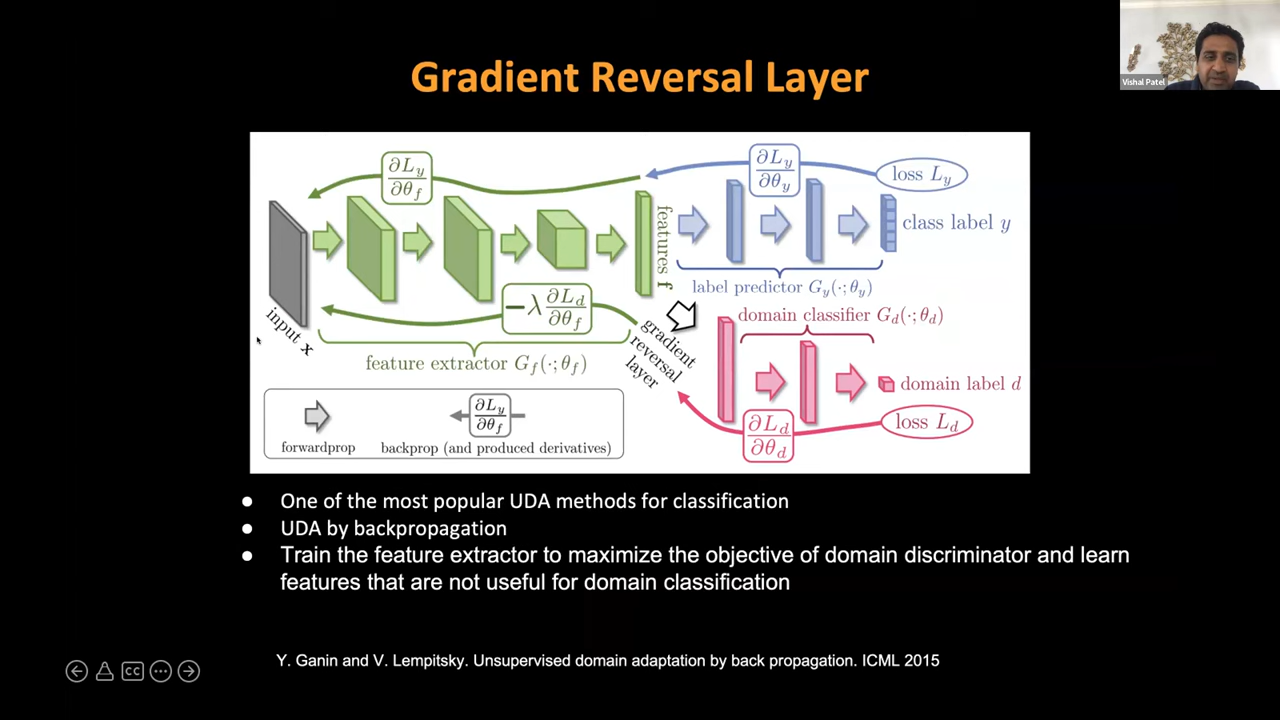 Gradient Reversal Layer
Vishal Patel
∂L_y/∂θ_f
∂L_y/∂θ_y
loss L_y
features f
class label y
label predictor G_y(·;θ_y)
input x
−λ ∂L_d/∂θ_f
feature extractor G_f(·;θ_f)
gradient
reversal
layer
domain classifier G_d(·;θ_d)
domain label d
∂L_d/∂θ_d
loss L_d
∂L_y/∂θ_f
forwardprop
backprop (and produced derivatives)
● One of the most popular UDA methods for classification
● UDA by backpropagation
● Train the feature extractor to maximize the objective of domain discriminator and learn
features that are not useful for domain classification
Y. Ganin and V. Lempitsky. Unsupervised domain adaptation by back propagation. ICML 2015
CC